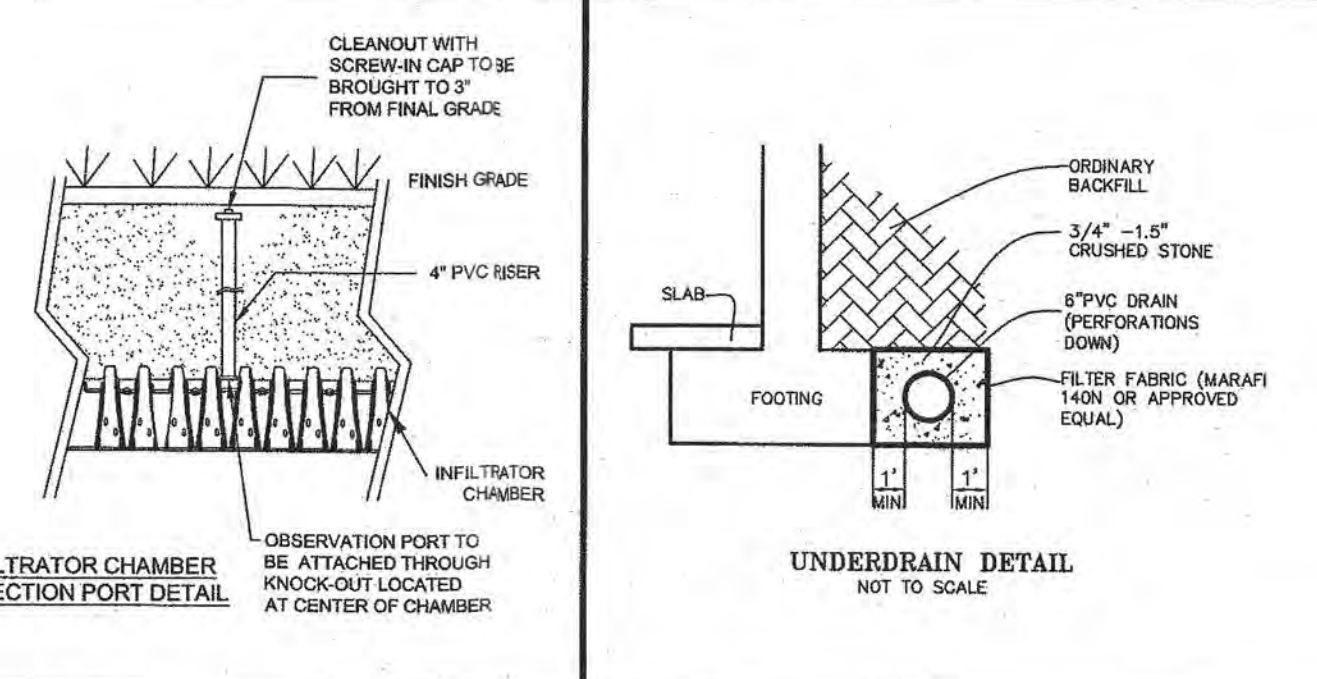 CLEANOUT WITH
SCREW-IN CAP TO BE
BROUGHT TO 3"
FROM FINAL GRADE
FINISH GRADE
4" PVC RISER
INFILTRATOR
CHAMBER
OBSERVATION PORT TO
BE ATTACHED THROUGH
KNOCK-OUT LOCATED
AT CENTER OF CHAMBER
LTRATOR CHAMBER
ECTION PORT DETAIL
ORDINARY
BACKFILL
3/4" -1.5"
CRUSHED STONE
SLAB
6"PVC DRAIN
(PERFORATIONS
DOWN)
FILTER FABRIC (MARAFI
140N OR APPROVED
EQUAL)
FOOTING
1'
MIN
1'
MIN
UNDERDRAIN DETAIL
NOT TO SCALE